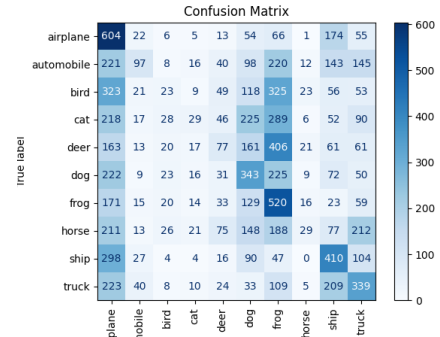 Confusion Matrix
airplane 604 22 6 5 13 54 66 1 174 55
automobile 221 97 8 16 40 98 220 12 143 145
bird 323 21 23 9 49 118 325 23 56 53
cat 218 17 28 29 46 225 289 6 52 90
deer 163 13 20 17 77 161 406 21 61 61
dog 222 9 23 16 31 343 225 9 72 50
frog 171 15 20 14 33 129 520 16 23 59
horse 211 13 26 21 75 148 188 29 77 212
ship 298 27 4 4 16 90 47 0 410 104
truck 223 40 8 10 24 33 109 5 209 339
plane mobile bird cat deer dog frog horse ship truck
True label
600
500
400
300
200
100
0